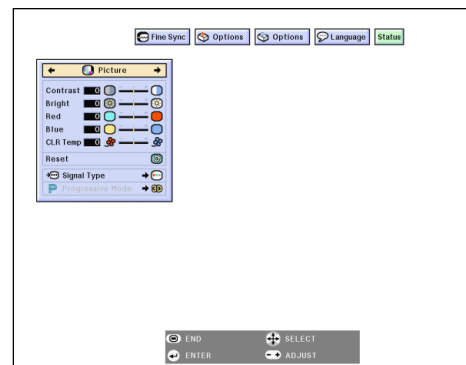 Fine Sync Options Options Language Status
Picture
Contrast 0
Bright 0
Red 0
Blue 0
CLR Temp 0
Reset
Signal Type
P Progressive Mode 3D
END SELECT
ENTER ADJUST